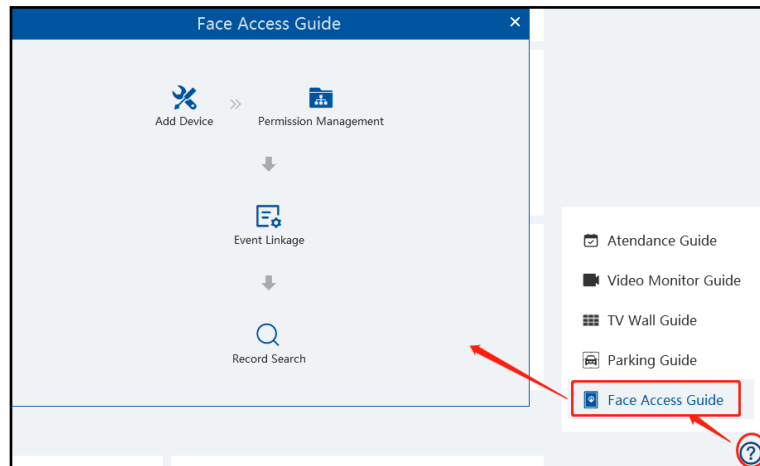 Face Access Guide
Add Device
Permission Management
Event Linkage
Record Search
Atendance Guide
Video Monitor Guide
TV Wall Guide
Parking Guide
Face Access Guide